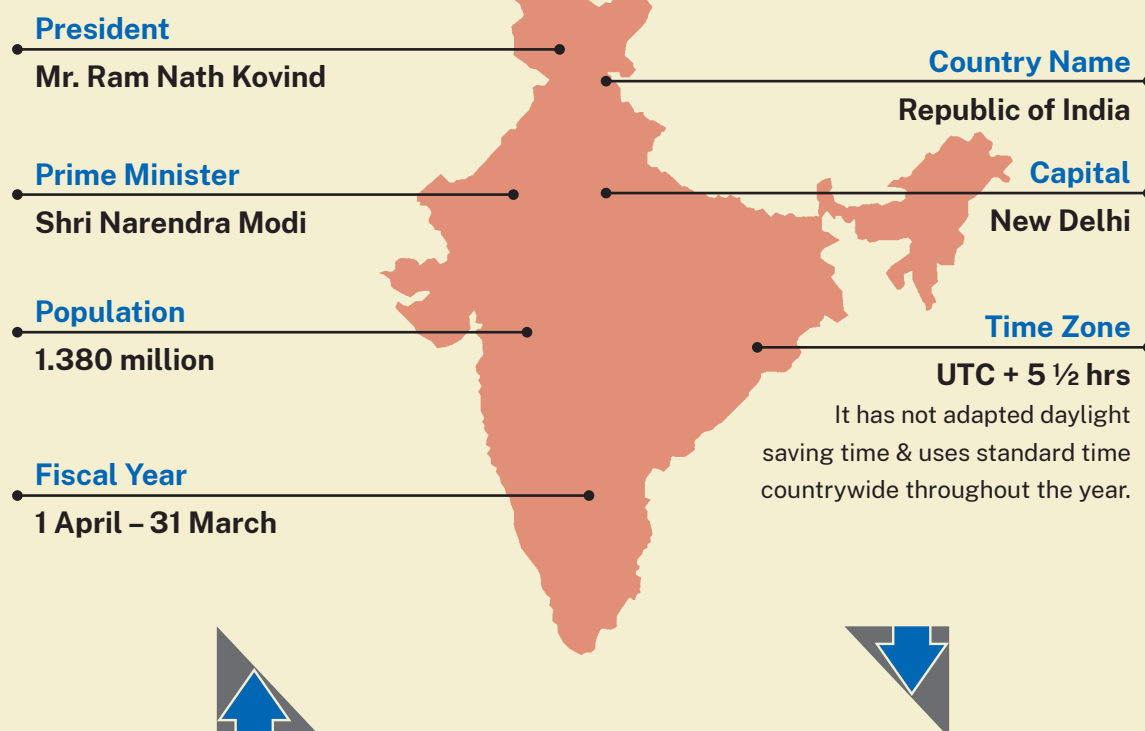 President
Mr. Ram Nath Kovind
Prime Minister
Shri Narendra Modi
Population
1.380 million
Fiscal Year
1 April – 31 March
Country Name
Republic of India
Capital
New Delhi
Time Zone
UTC + 5 ½ hrs
It has not adapted daylight
saving time & uses standard time
countrywide throughout the year.